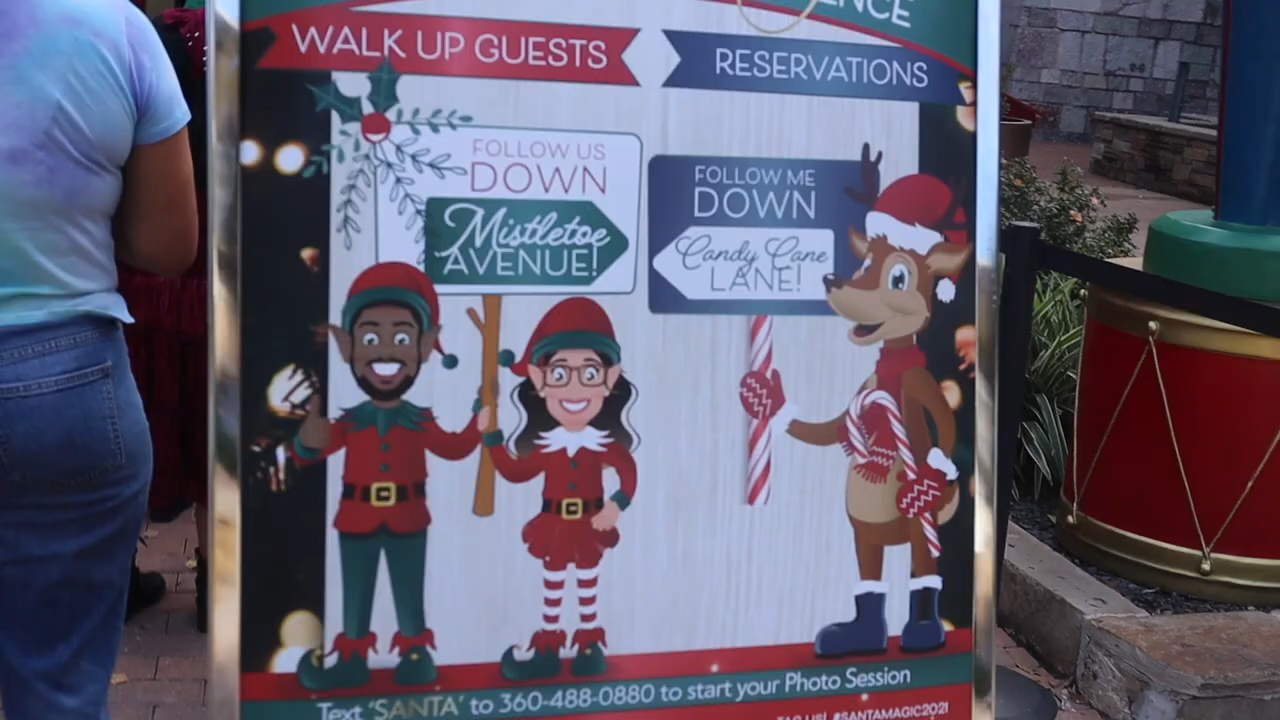 WALK UP GUESTS
RESERVATIONS
FOLLOW US
DOWN
Mistletoe
AVENUE!
FOLLOW ME
DOWN
Candy Cane
LANE!
Text 'SANTA' to 360-488-0880 to start your Photo Session
US! #SANTAMAGIC2021